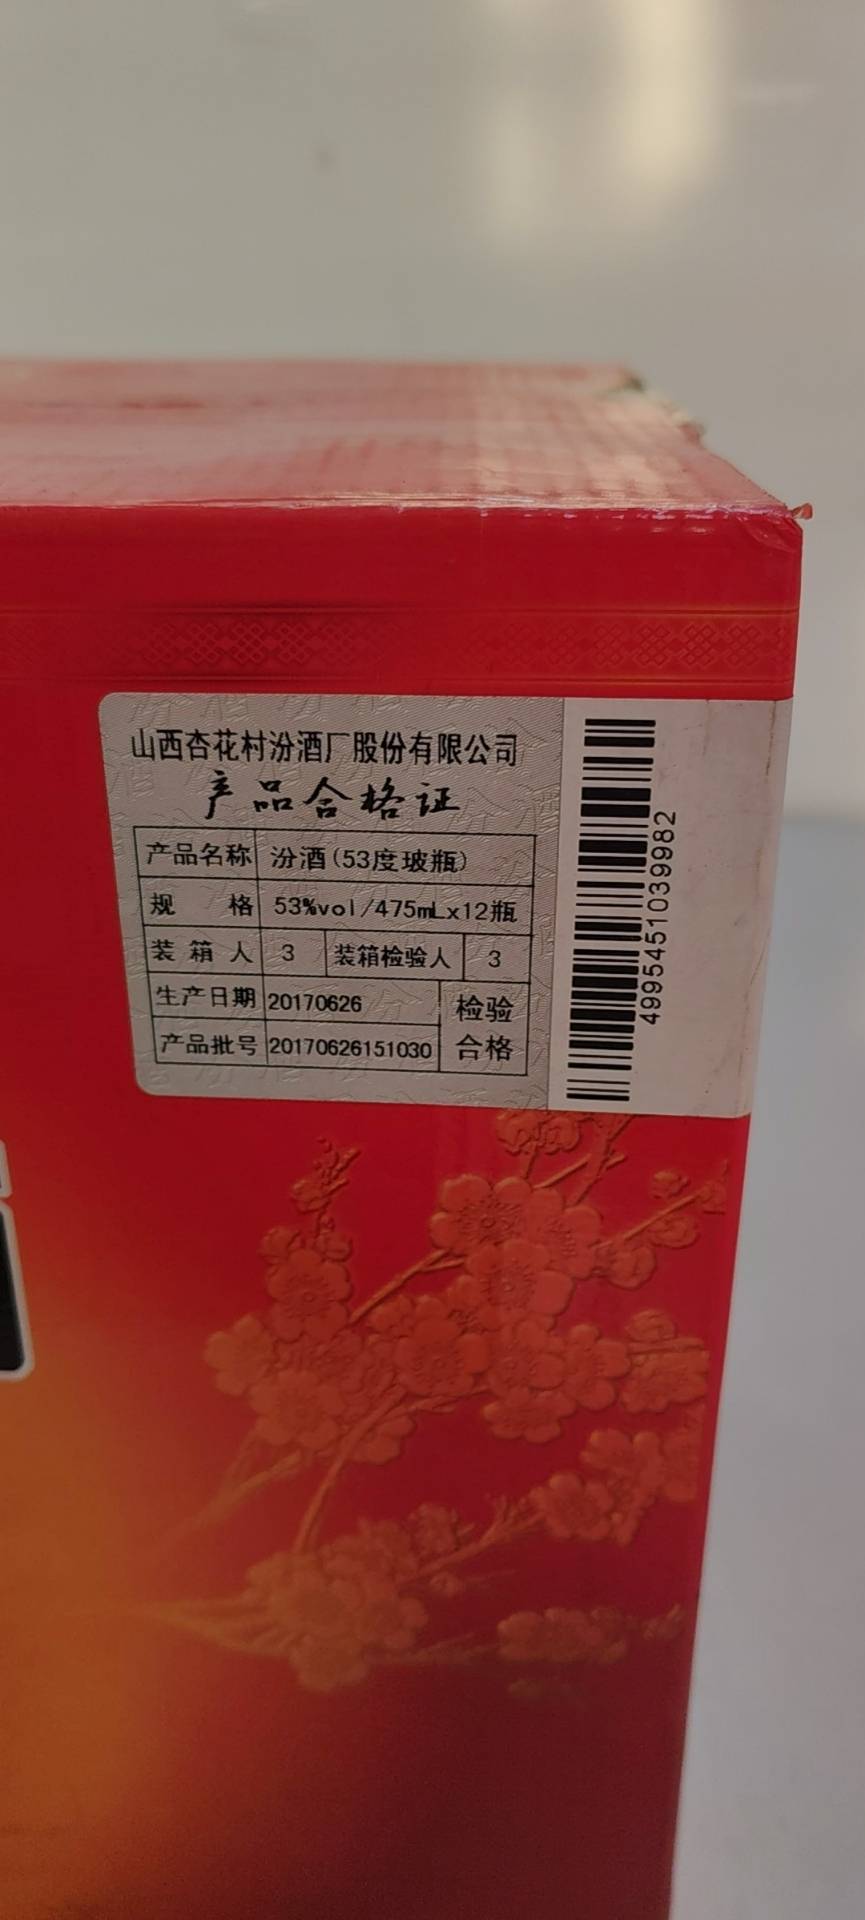 山西杏花村汾酒厂股份有限公司
产品合格证
产品名称 汾酒(53度玻瓶)
规 格 53%vol/475mLx12瓶
装箱人 3 装箱检验人 3
生产日期 20170626 检验
产品批号 20170626151030 合格
4995451039982